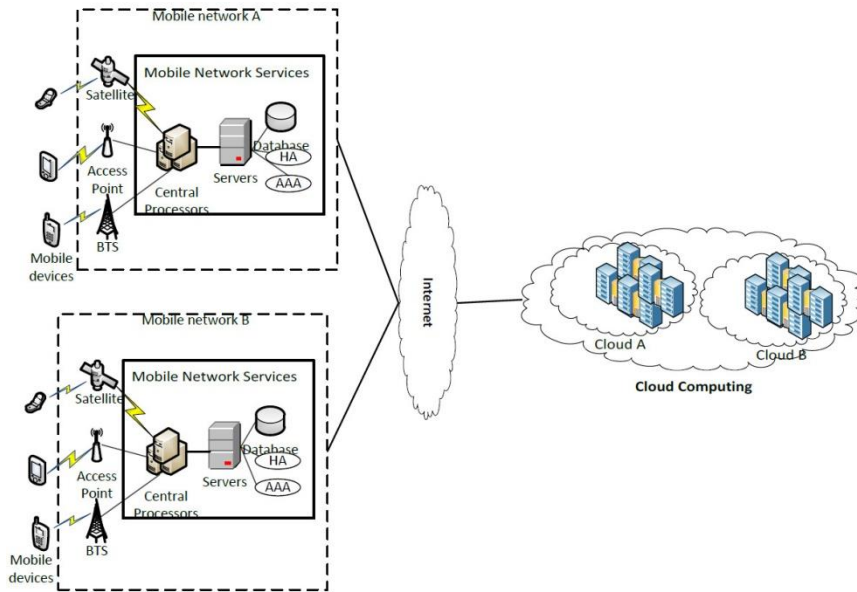 Mobile network A
Mobile Network Services
Satellite
Database
HA
AAA
Access
Point
Servers
Central
Processors
BTS
Mobile
devices
Mobile network B
Mobile Network Services
Satellite
Database
HA
AAA
Access
Point
Servers
Central
Processors
BTS
Mobile
devices
Internet
Cloud A
Cloud B
Cloud Computing